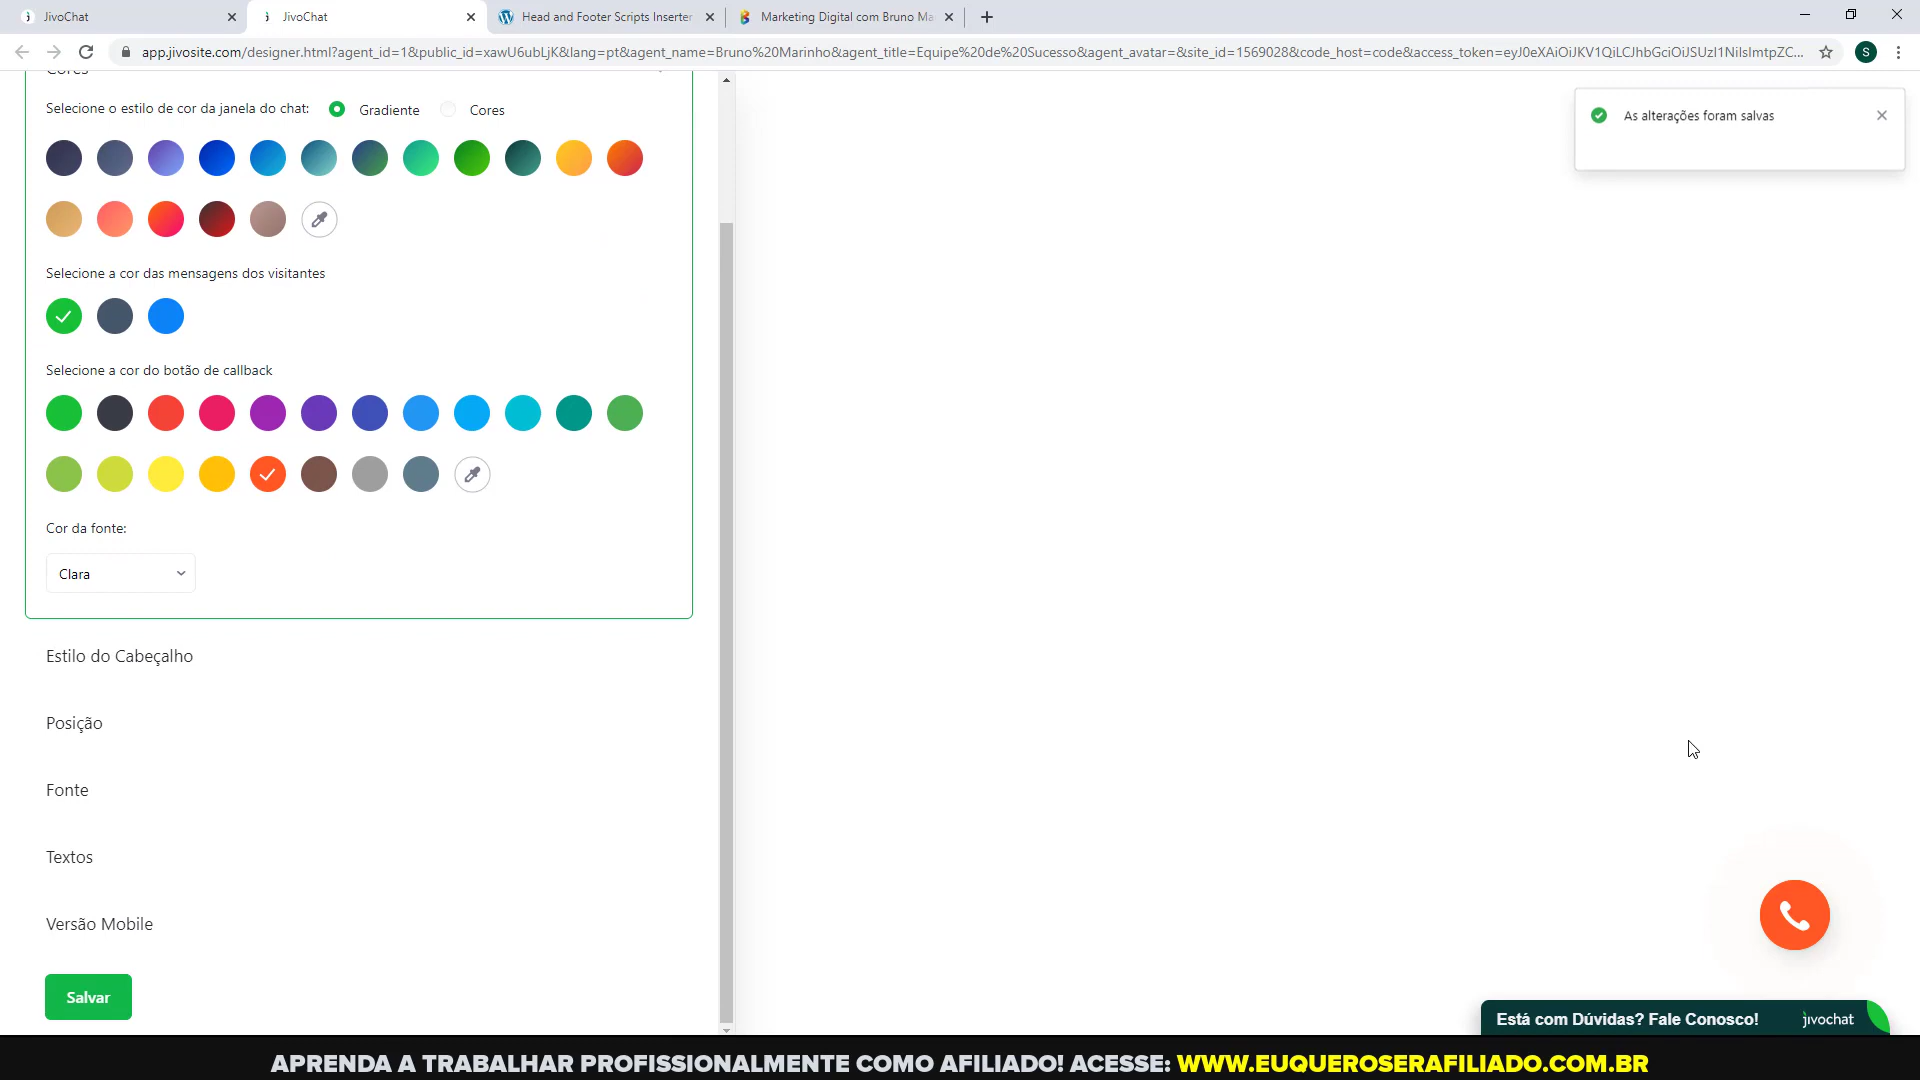 JivoChat
JivoChat
Head and Footer Scripts Inserter
Marketing Digital com Bruno Ma
app.jivosite.com/designer.html?agent_id=1&public_id=xawU6ubLjK&lang=pt&agent_name=Bruno%20Marinho&agent_title=Equipe%20de%20Sucesso&agent_avatar=&site_id=1569028&code_host=code&access_token=eyJ0eXAiOiJKV1QiLCJhbGciOiJSUzI1NiIsImtpZC...
S
Cores
Selecione o estilo de cor da janela do chat:
Gradiente
Cores
As alterações foram salvas
Selecione a cor das mensagens dos visitantes
Selecione a cor do botão de callback
Cor da fonte:
Clara
Estilo do Cabeçalho
Posição
Fonte
Textos
Versão Mobile
Salvar
Está com Dúvidas? Fale Conosco!
jivochat
APRENDA A TRABALHAR PROFISSIONALMENTE COMO AFILIADO! ACESSE: WWW.EUQUEROSERAFILIADO.COM.BR